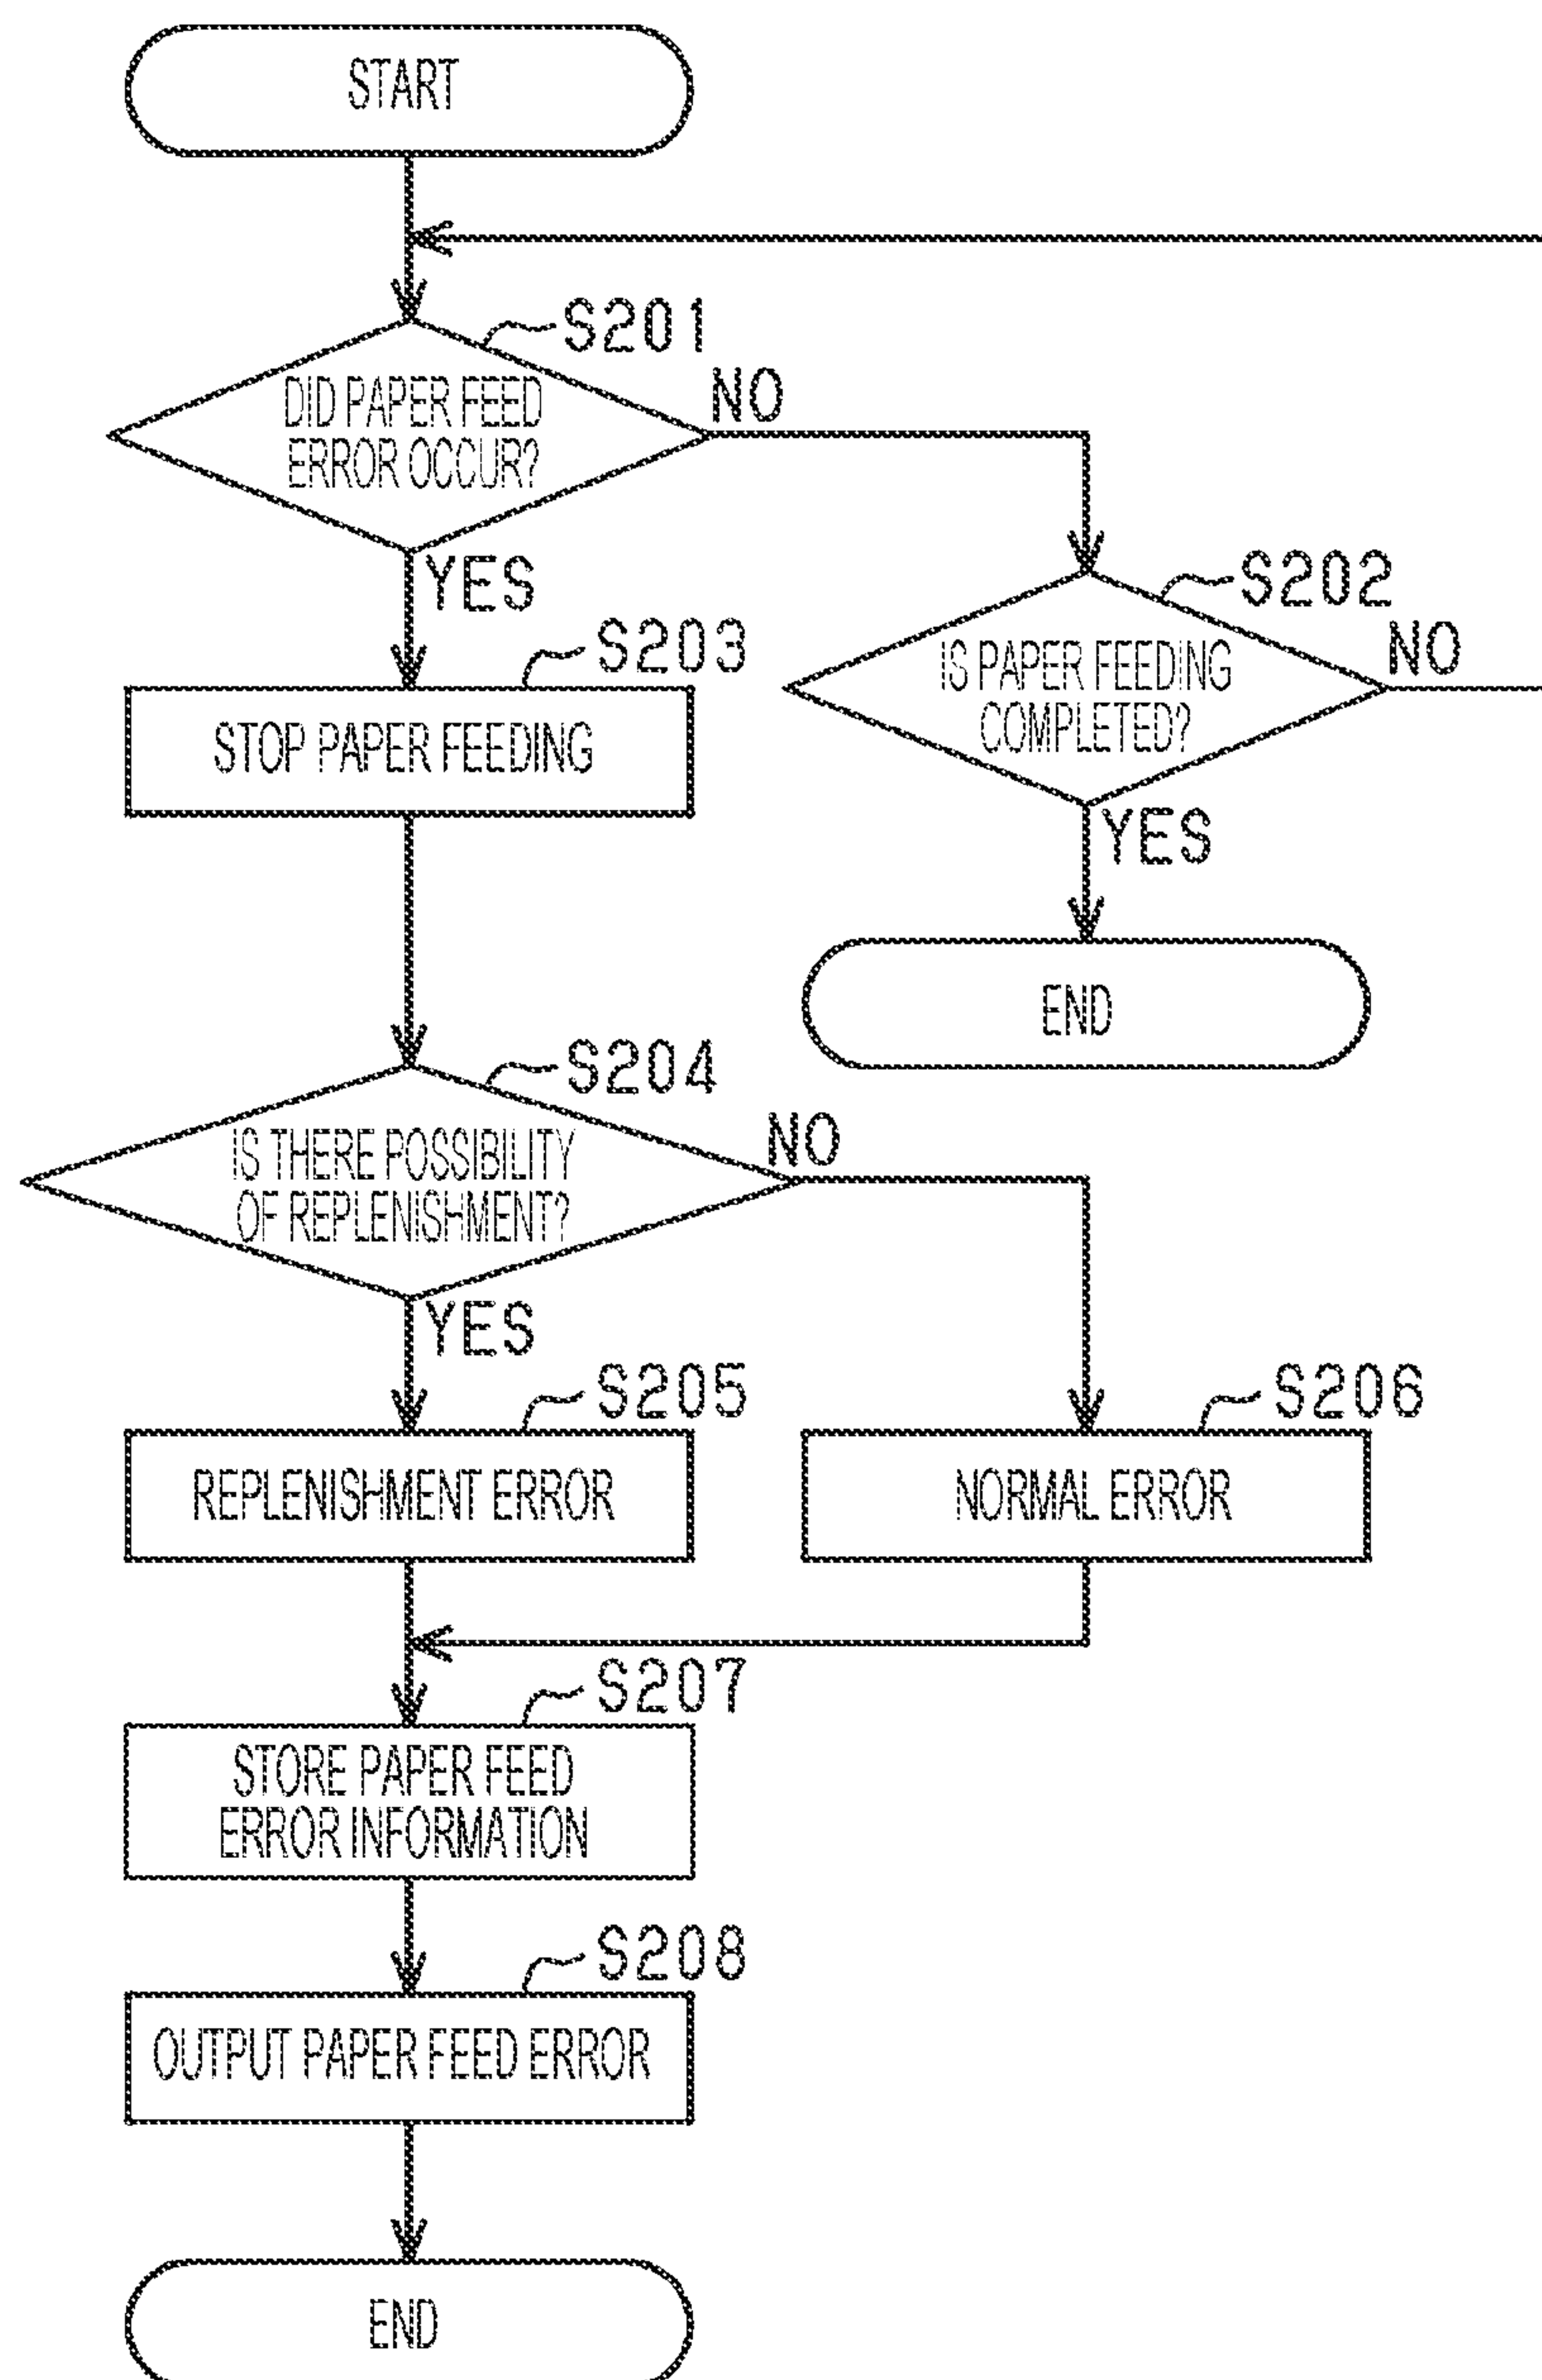 START
S201
DID PAPER FEED
ERROR OCCUR?
NO
YES
S202
IS PAPER FEEDING
COMPLETED?
NO
YES
END
S203
STOP PAPER FEEDING
S204
IS THERE POSSIBILITY
OF REPLENISHMENT?
NO
YES
S205
REPLENISHMENT ERROR
S206
NORMAL ERROR
S207
STORE PAPER FEED
ERROR INFORMATION
S208
OUTPUT PAPER FEED ERROR
END